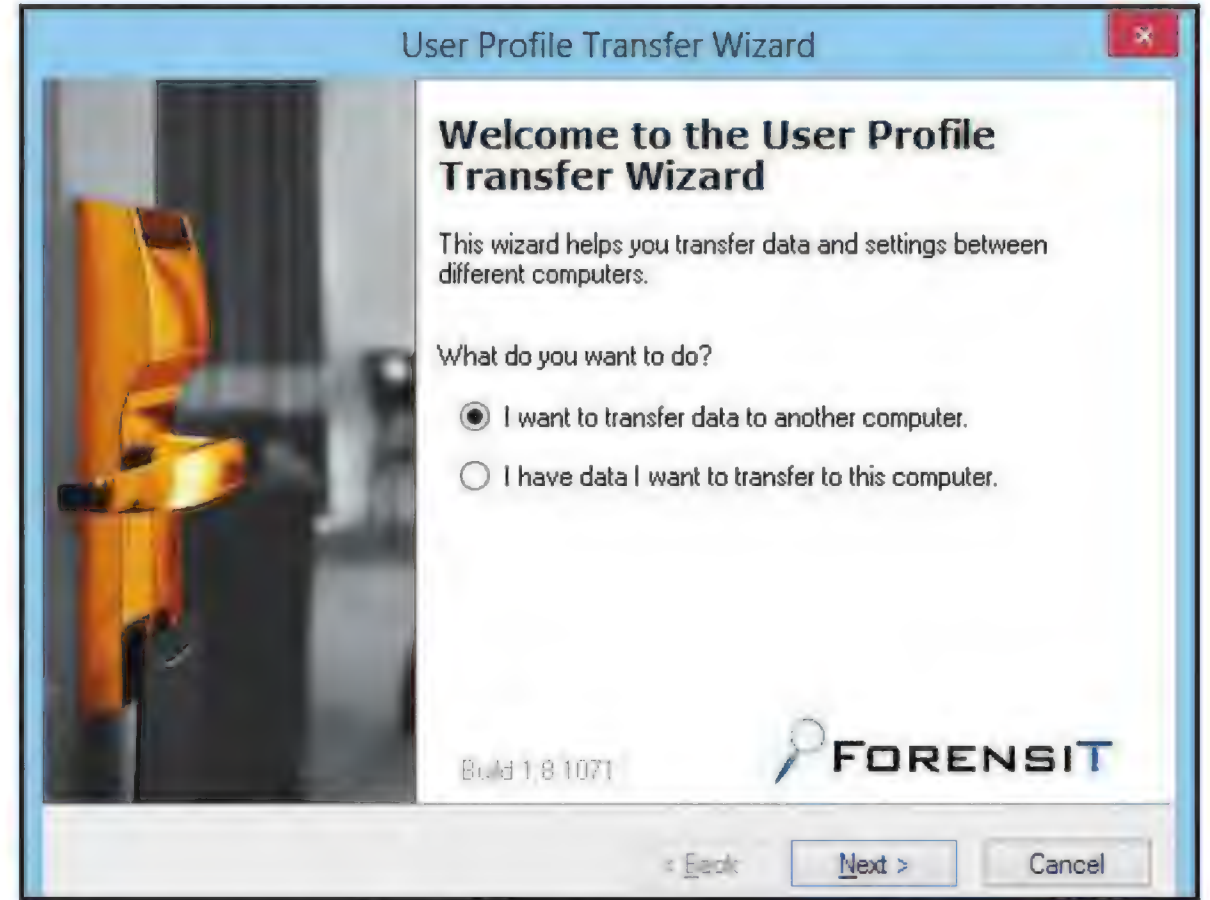 User Profile Transfer Wizard
Welcome to the User Profile
Transfer Wizard
This wizard helps you transfer data and settings between
different computers.
What do you want to do?
I want to transfer data to another computer.
I have data I want to transfer to this computer.
Build 1.8.1071
FORENSIT
< Back
Next >
Cancel